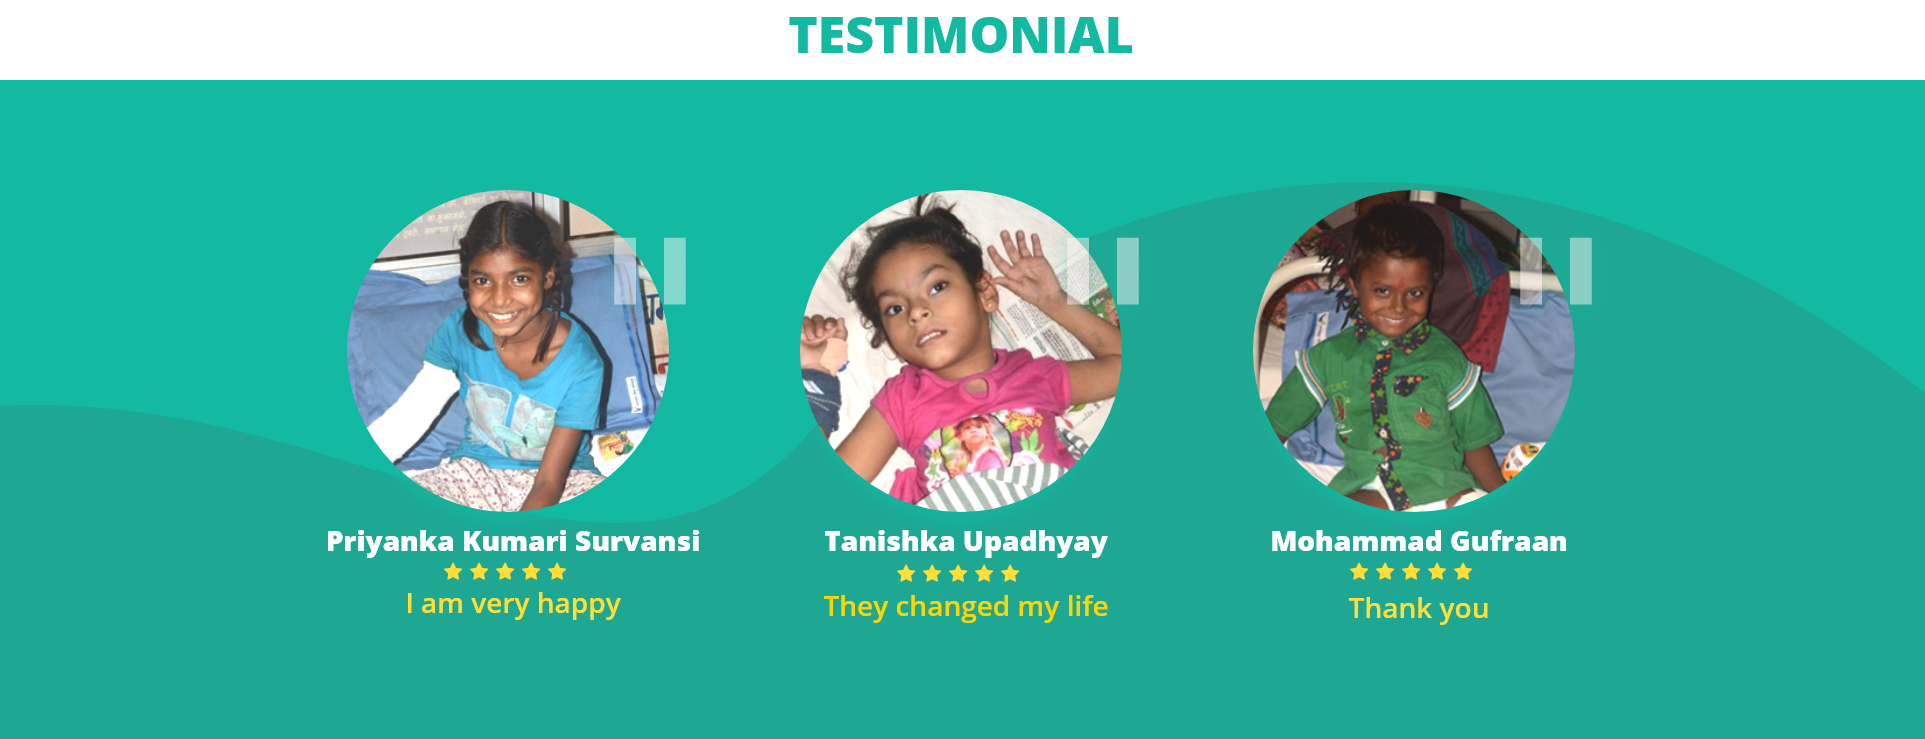 TESTIMONIAL
Priyanka Kumari Survansi
I am very happy
Tanishka Upadhyay
They changed my life
Mohammad Gufraan
Thank you